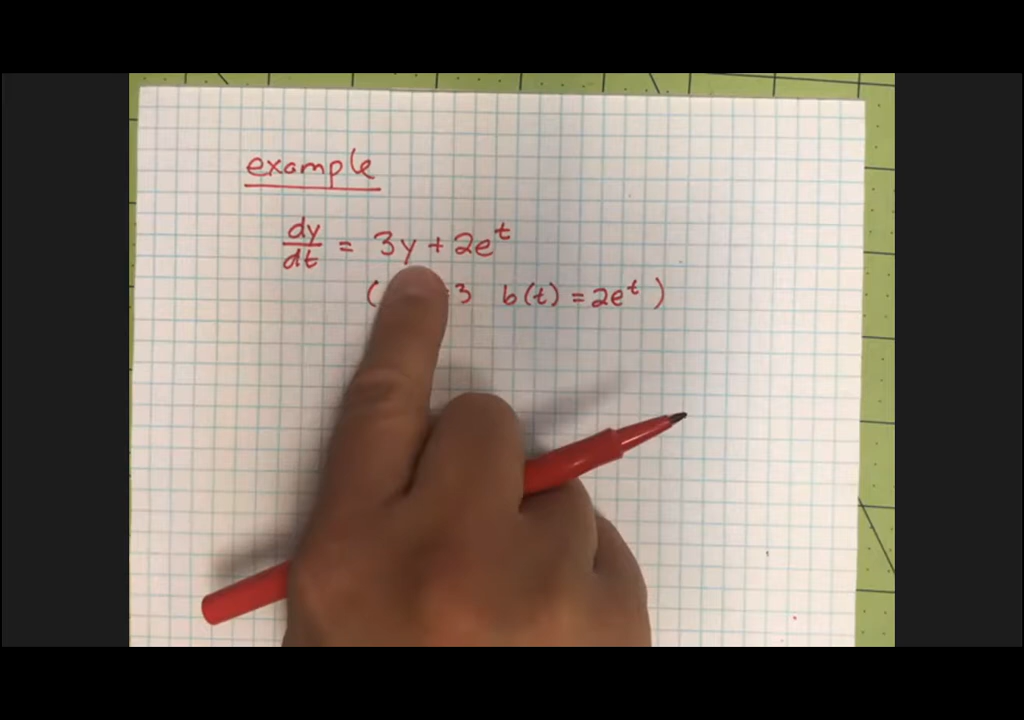 example
dy/dt = 3y + 2e^t
( =3 b(t) = 2e^t )